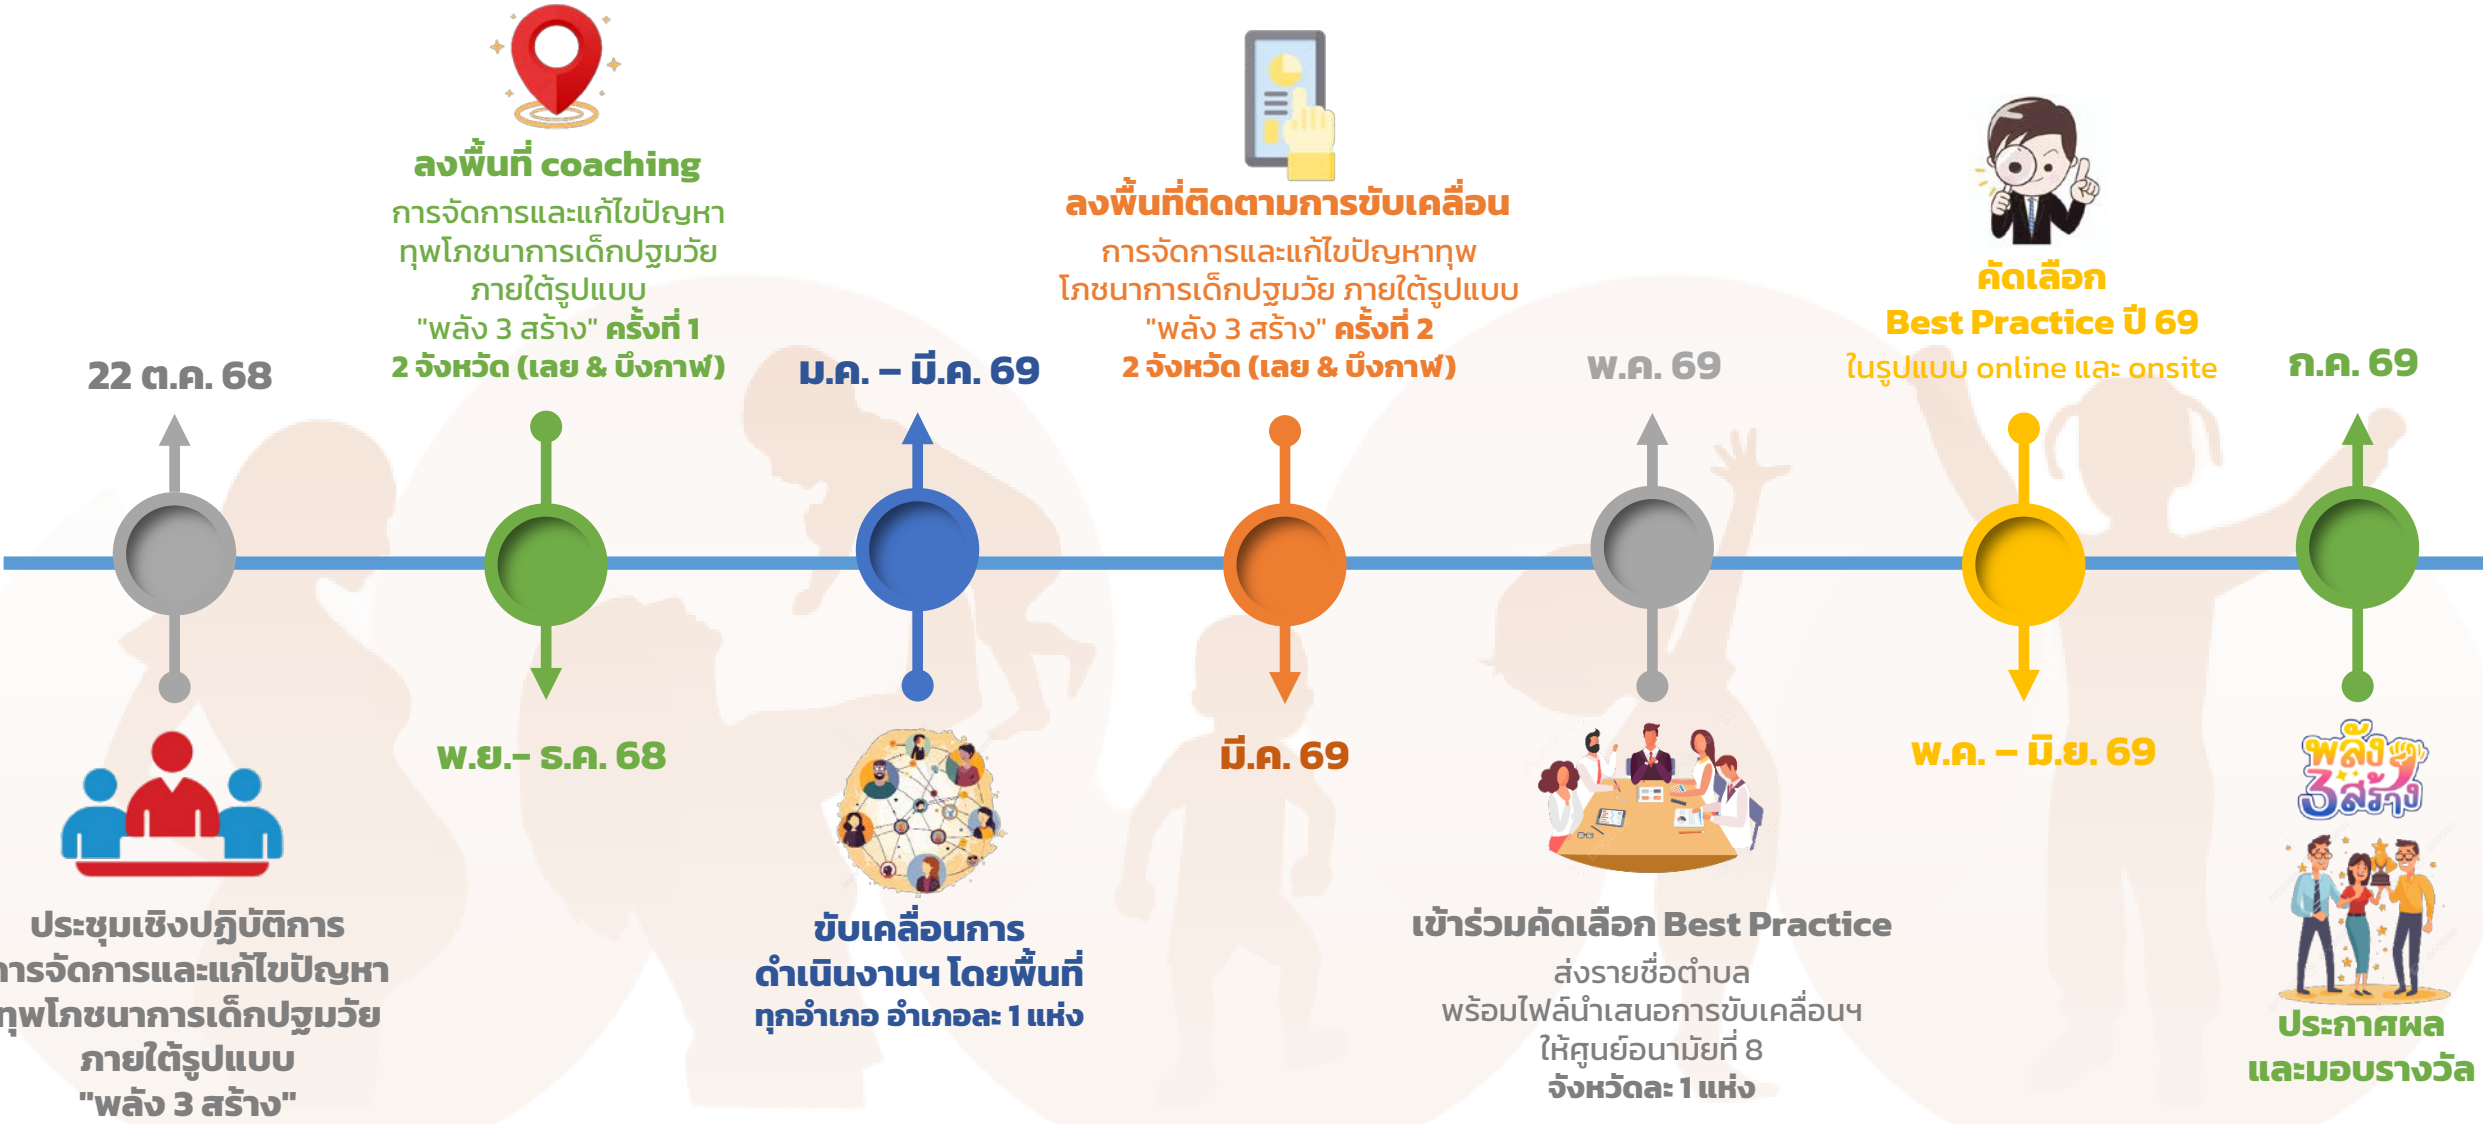 22 ต.ค. 68
ประชุมเชิงปฏิบัติการ
การจัดการและแก้ไขปัญหา
ทุพโภชนาการเด็กปฐมวัย
ภายใต้รูปแบบ
"พลัง 3 สร้าง"
ลงพื้นที่ coaching
การจัดการและแก้ไขปัญหา
ทุพโภชนาการเด็กปฐมวัย
ภายใต้รูปแบบ
"พลัง 3 สร้าง" ครั้งที่ 1
2 จังหวัด (เลย & บึงกาฬ)
พ.ย.– ธ.ค. 68
ม.ค. – มี.ค. 69
ขับเคลื่อนการ
ดำเนินงานฯ โดยพื้นที่
ทุกอำเภอ อำเภอละ 1 แห่ง
ลงพื้นที่ติดตามการขับเคลื่อน
การจัดการและแก้ไขปัญหาทุพ
โภชนาการเด็กปฐมวัย ภายใต้รูปแบบ
"พลัง 3 สร้าง" ครั้งที่ 2
2 จังหวัด (เลย & บึงกาฬ)
มี.ค. 69
พ.ค. 69
เข้าร่วมคัดเลือก Best Practice
ส่งรายชื่อตำบล
พร้อมไฟล์นำเสนอการขับเคลื่อนฯ
ให้ศูนย์อนามัยที่ 8
จังหวัดละ 1 แห่ง
คัดเลือก
Best Practice ปี 69
ในรูปแบบ online และ onsite
พ.ค. – มิ.ย. 69
ก.ค. 69
พลัง
3 สร้าง
ประกาศผล
และมอบรางวัล